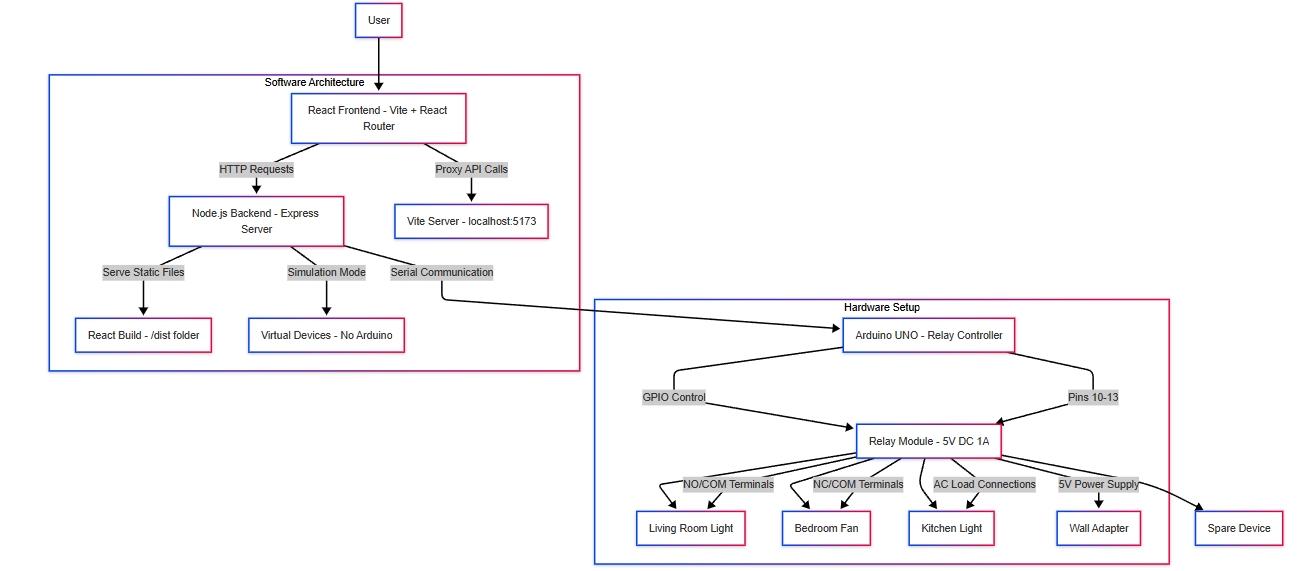 User
Software Architecture
React Frontend - Vite + React
Router
HTTP Requests
Proxy API Calls
Node.js Backend - Express
Server
Vite Server - localhost:5173
Serve Static Files
Simulation Mode
Serial Communication
React Build - /dist folder
Virtual Devices - No Arduino
Hardware Setup
Arduino UNO - Relay Controller
GPIO Control
Pins 10-13
Relay Module - 5V DC 1A
NO/COM Terminals
NC/COM Terminals
AC Load Connections
5V Power Supply
Living Room Light
Bedroom Fan
Kitchen Light
Wall Adapter
Spare Device